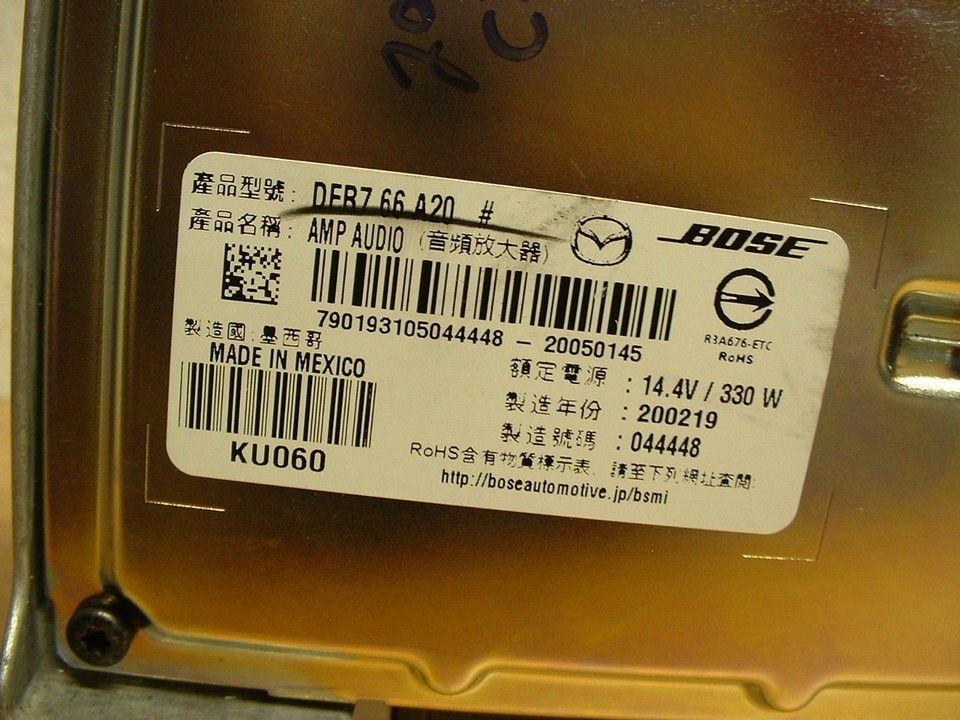 產品型號: DFR7 66 A20 #
產品名稱: AMP AUDIO (音頻放大器)
BOSE
R3A676-ETC
RoHS
790193105044448 - 20050145
製造國: 墨西哥
MADE IN MEXICO
額定電源 : 14.4V / 330 W
製造年份 : 200219
製造號碼 : 044448
KU060
RoHS含有物質標示表、請至下列網址查閱:
http://boseautomotive.jp/bsmi